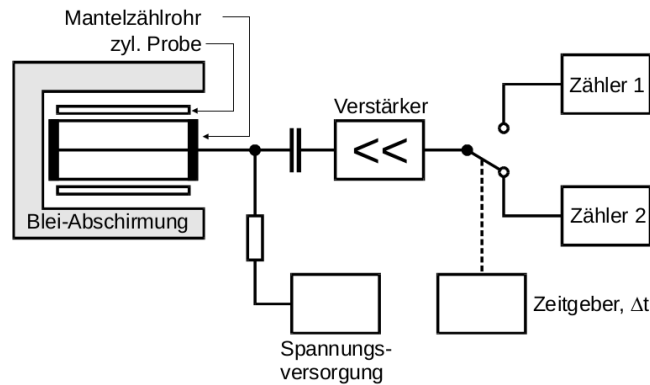 Mantelzählrohr
zyl. Probe
Verstärker
<<
Zähler 1
Zähler 2
Blei-Abschirmung
Zeitgeber, Δt
Spannungs-
versorgung